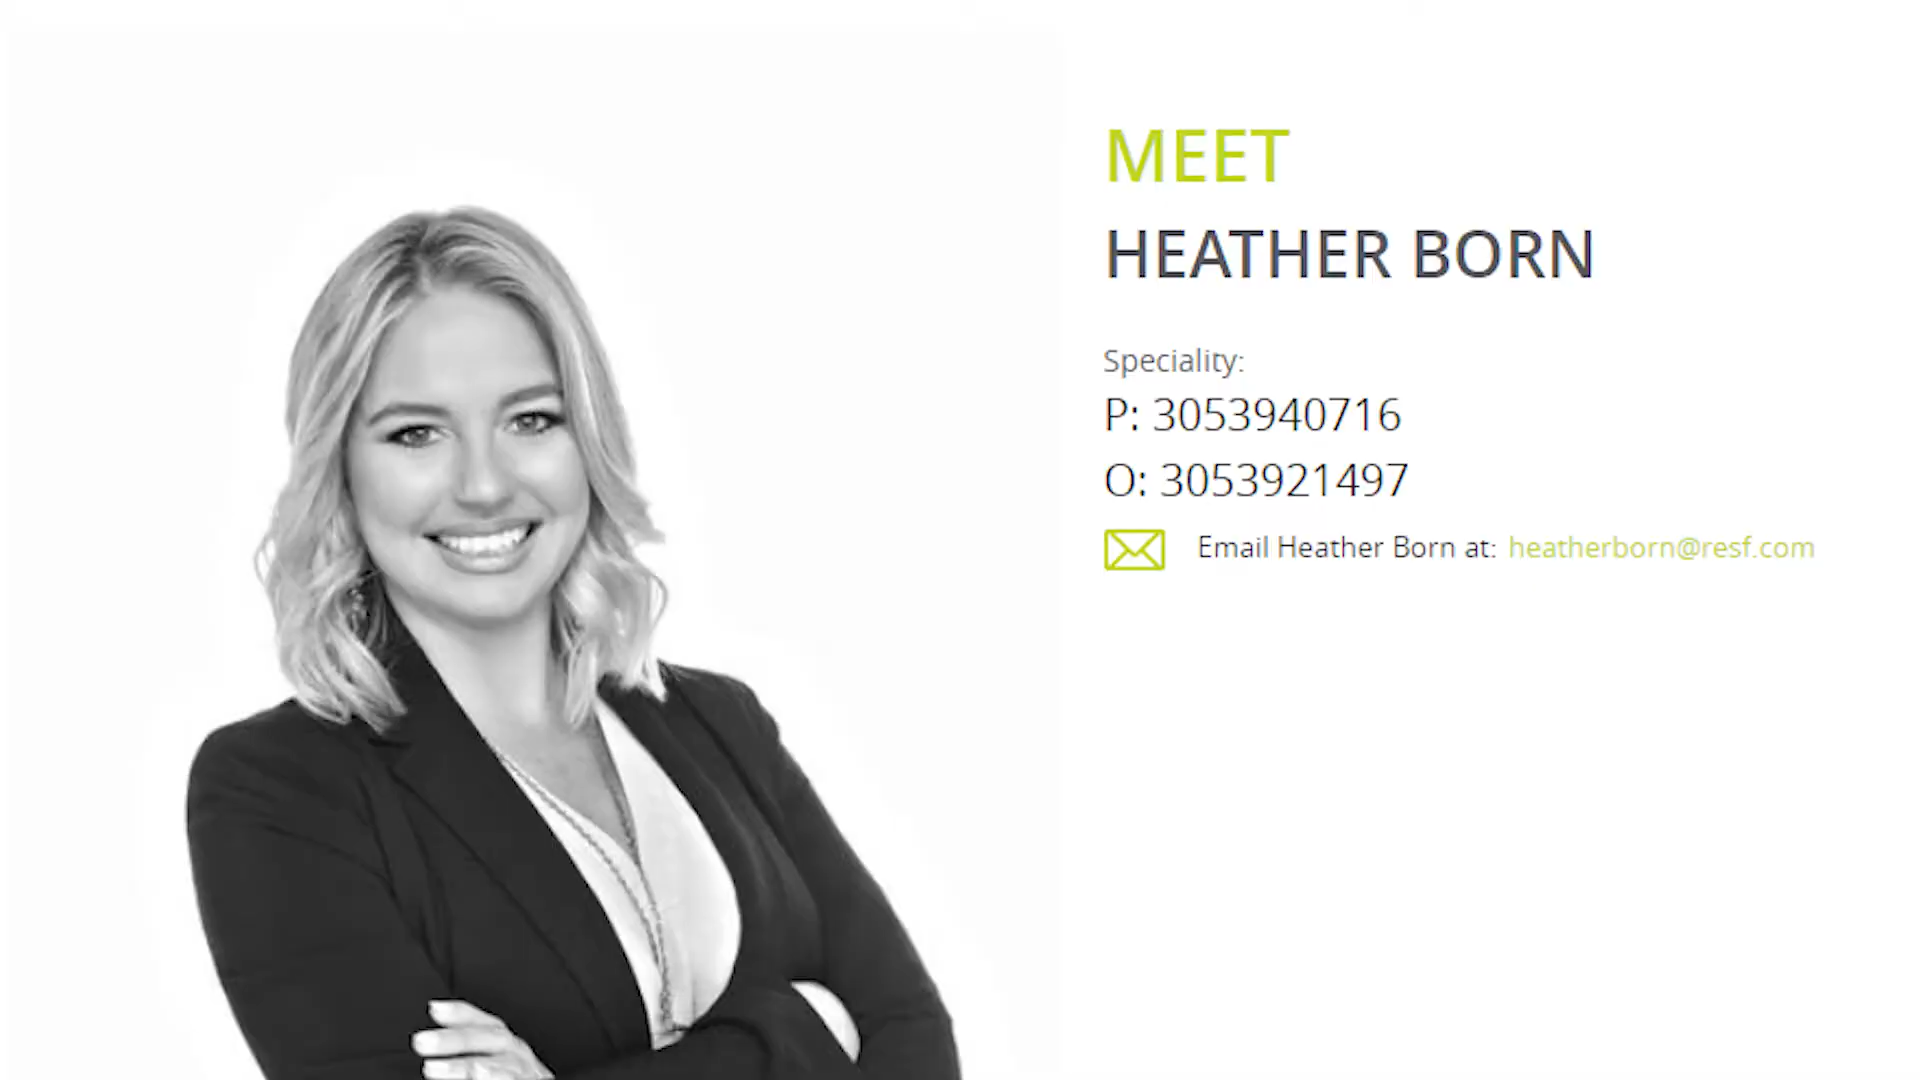 MEET
HEATHER BORN
Speciality:
P: 3053940716
O: 3053921497
Email Heather Born at: heatherborn@resf.com